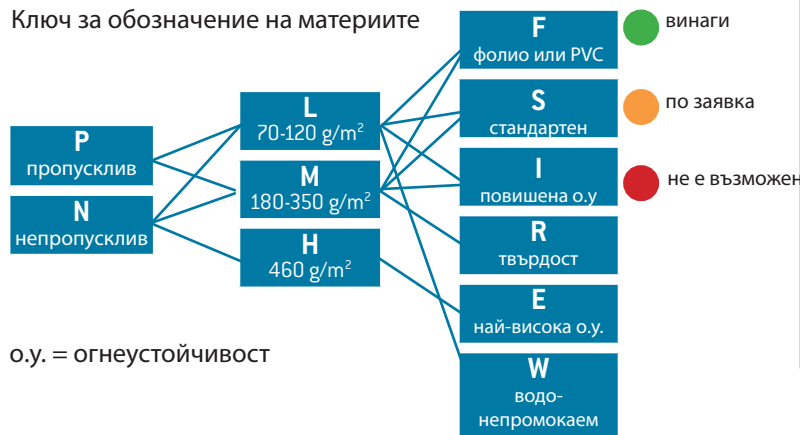 Ключ за обозначение на материите
P
пропусклив
N
непропусклив
L
70-120 g/m²
M
180-350 g/m²
H
460 g/m²
F
фолио или PVC
S
стандартен
I
повишена о.у
R
твърдост
E
най-висока о.у.
W
водо-
непромокаем
винаги
по заявка
не е възможен
о.у. = огнеустойчивост